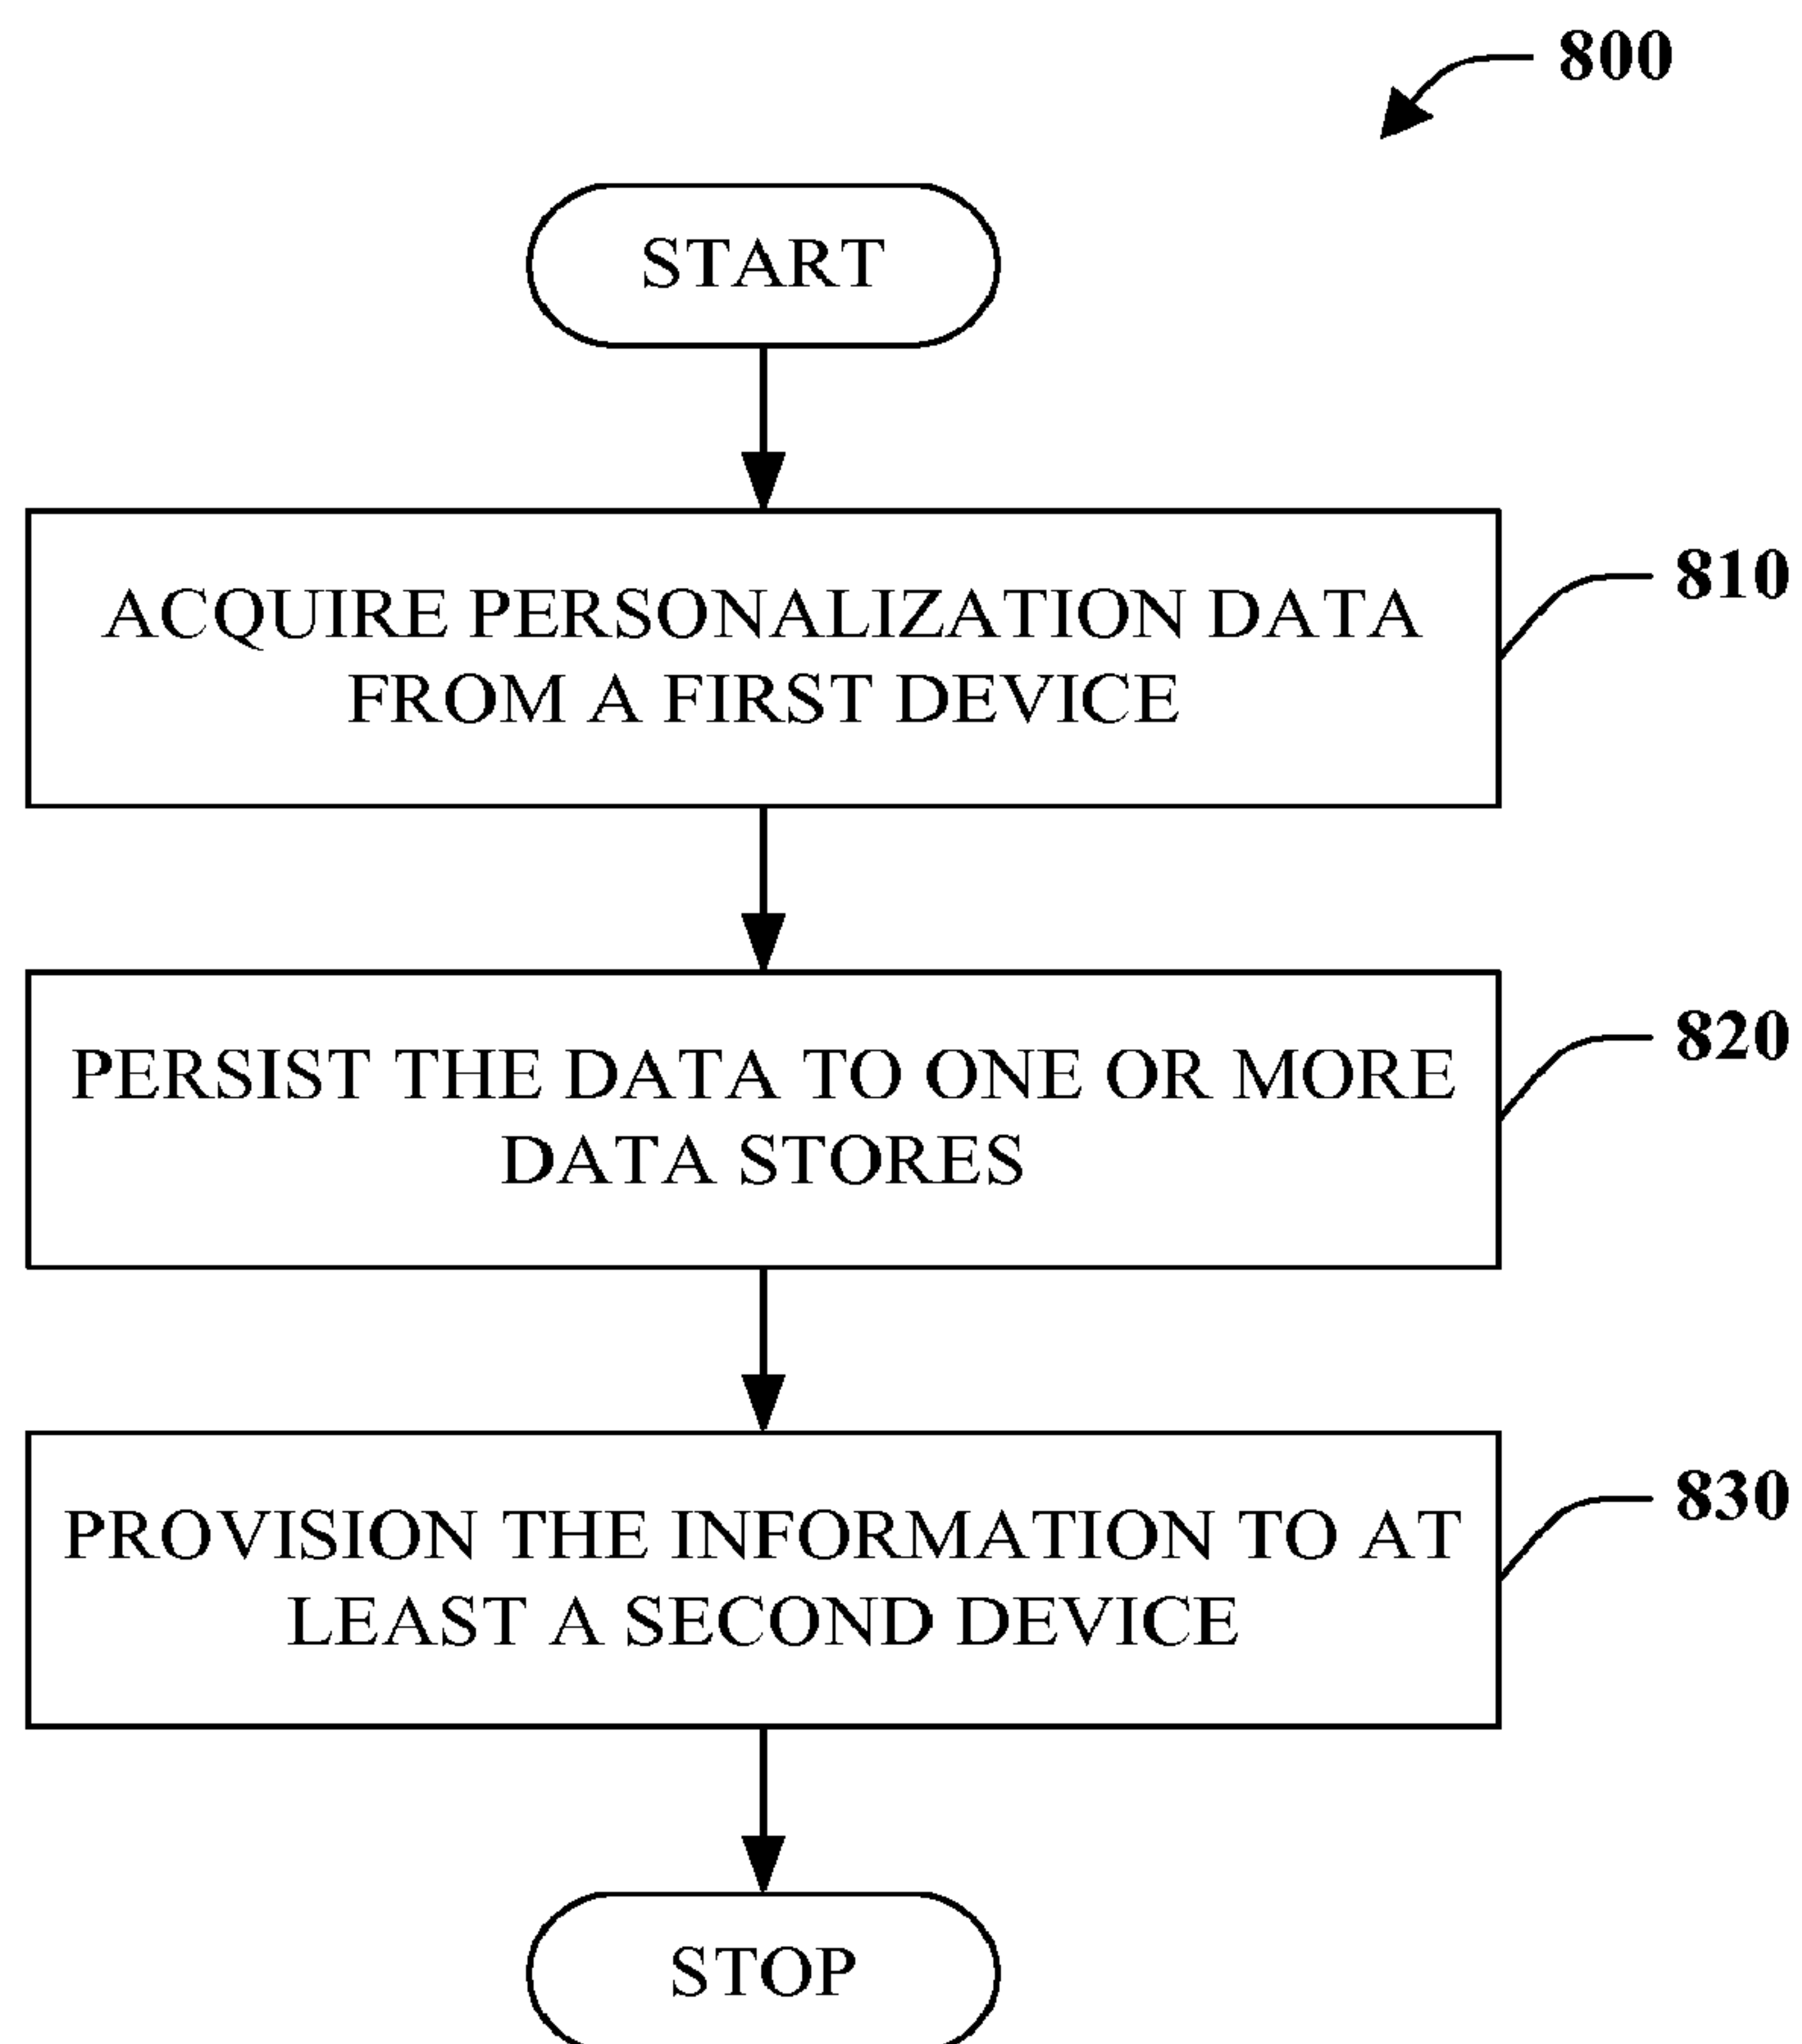 800
START
ACQUIRE PERSONALIZATION DATA
FROM A FIRST DEVICE
810
PERSIST THE DATA TO ONE OR MORE
DATA STORES
820
PROVISION THE INFORMATION TO AT
LEAST A SECOND DEVICE
830
STOP